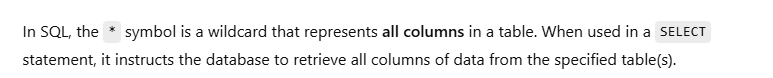 In SQL, the * symbol is a wildcard that represents all columns in a table. When used in a SELECT
statement, it instructs the database to retrieve all columns of data from the specified table(s).